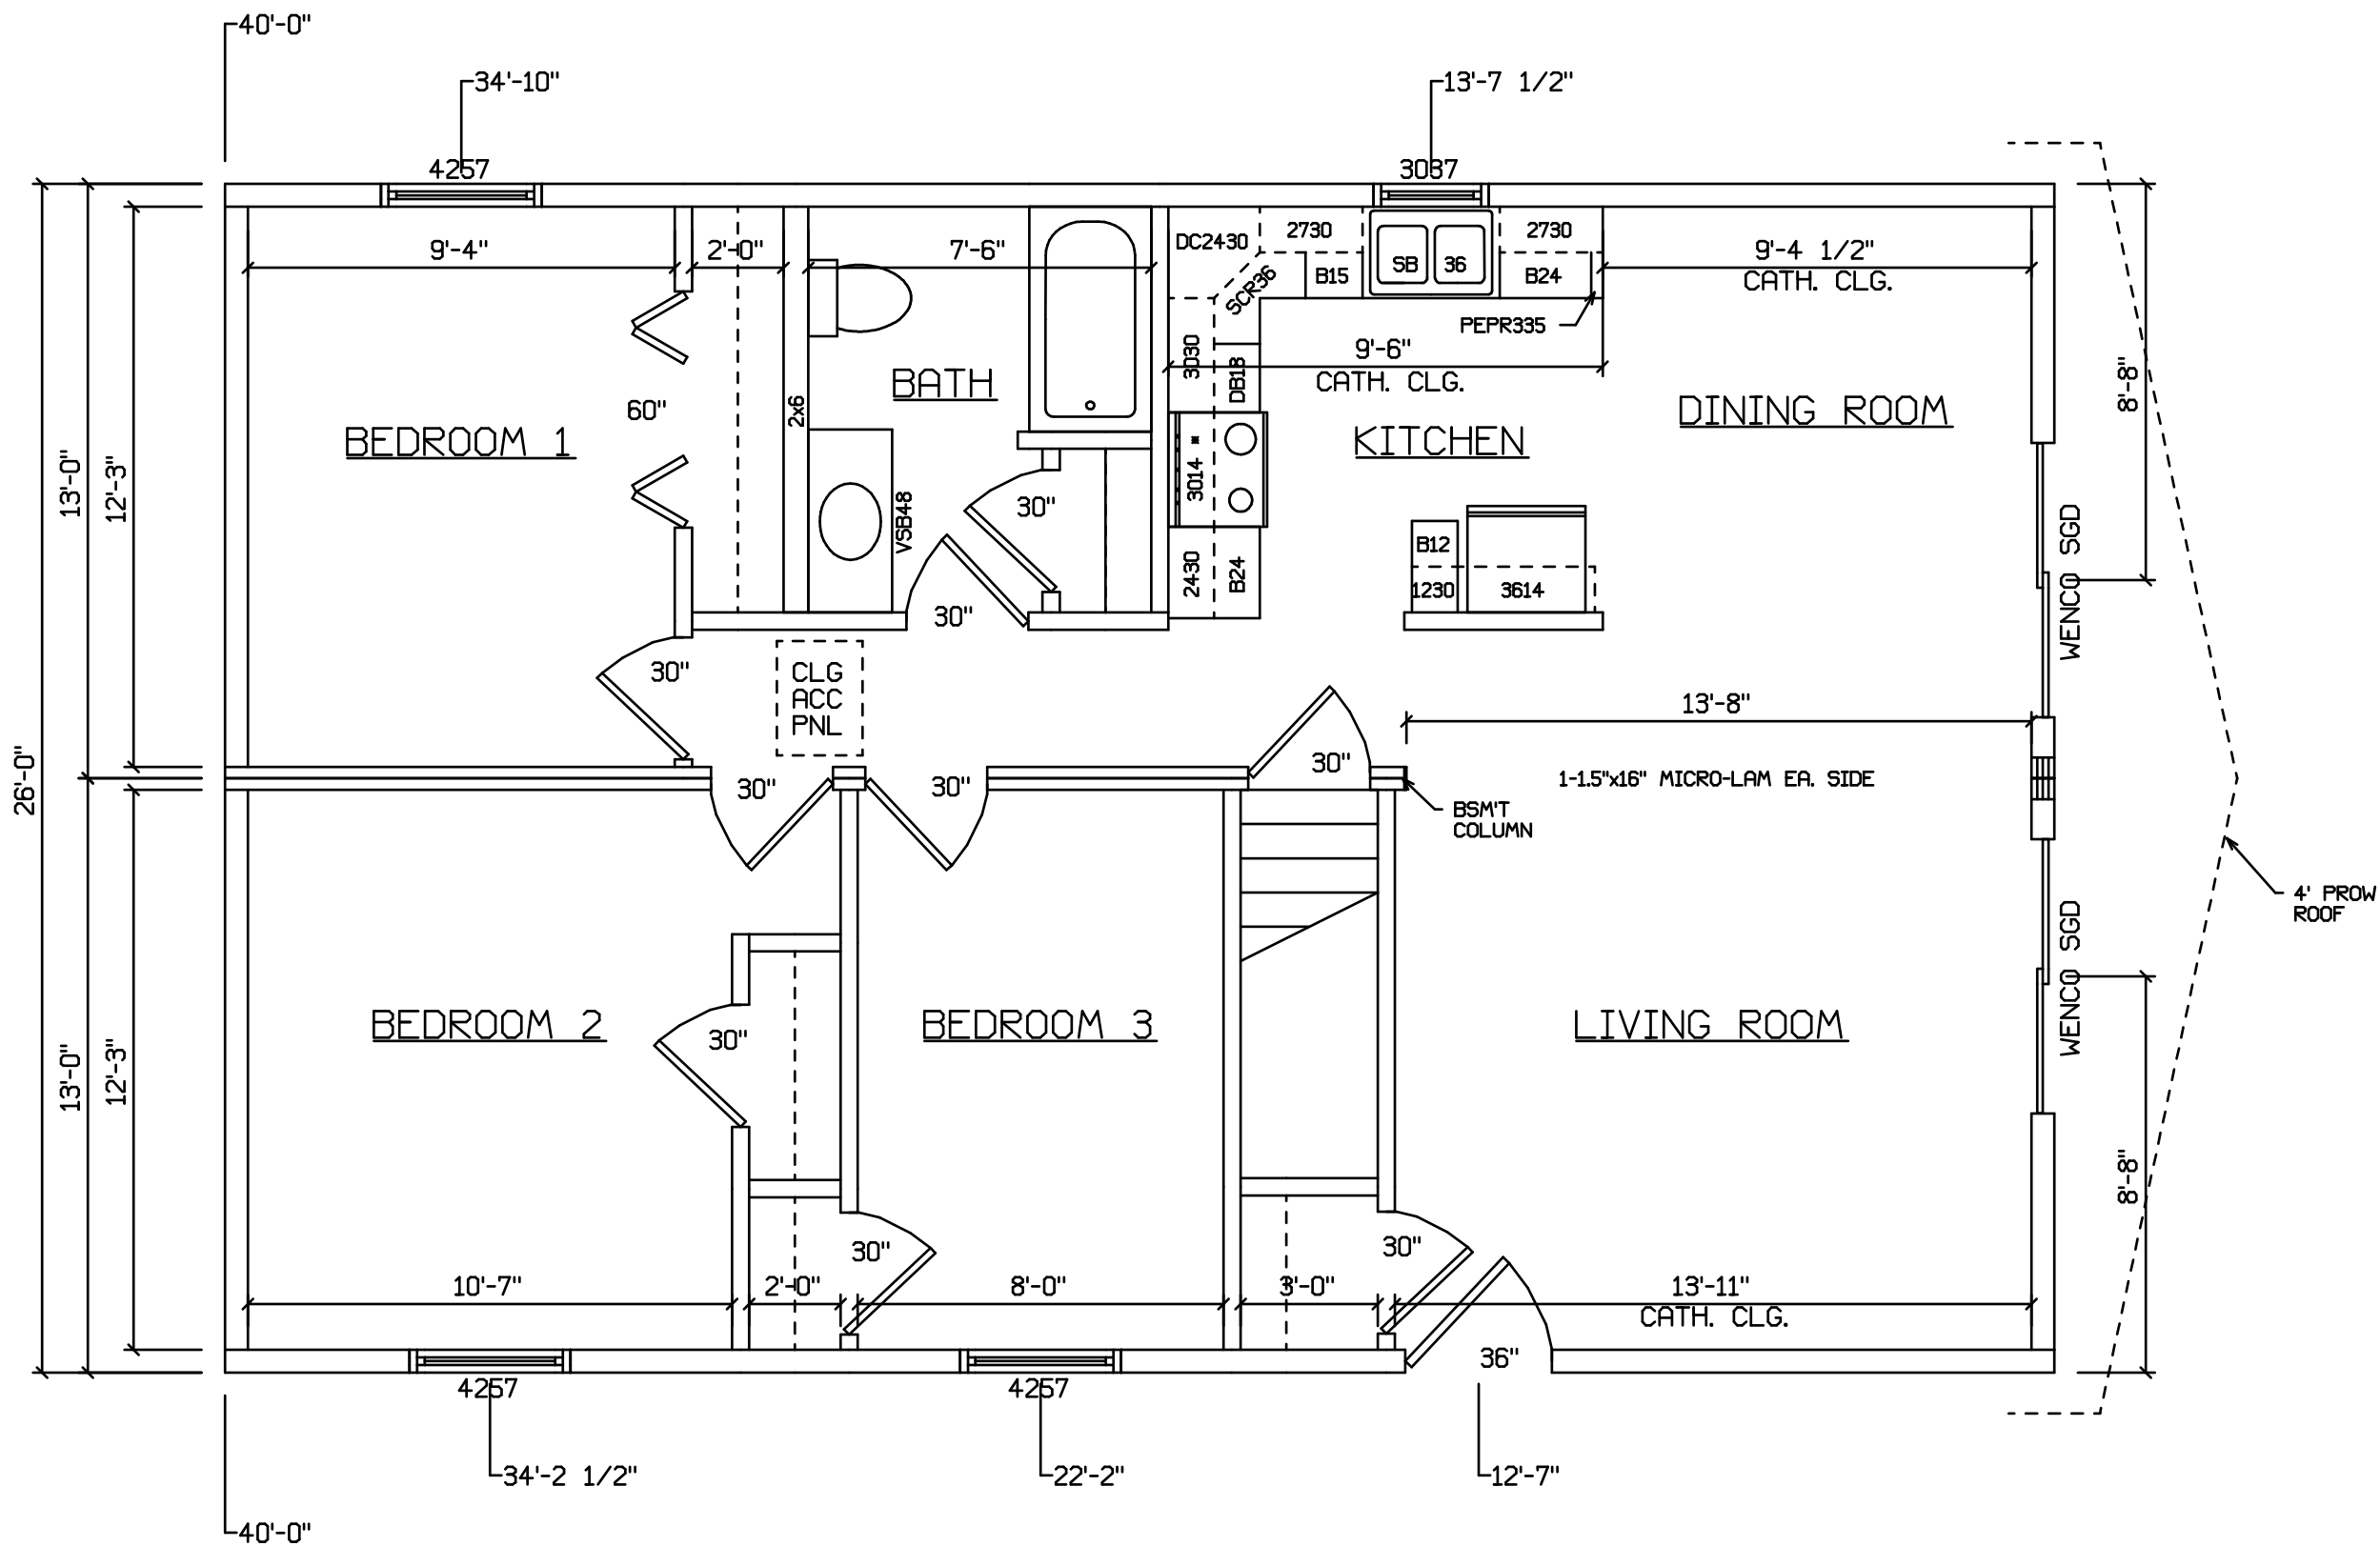 40'-0"
34'-10"
13'-7 1/2"
4257
3037
9'-4"
2'-0"
7'-6"
DC2430
2730
SB 36
2730
9'-4 1/2"
CATH. CLG.
B15
B24
SCR36
PEPR335
3030
DB18
9'-6"
CATH. CLG.
8'-8"
60"
2x6
BATH
BEDROOM 1
KITCHEN
DINING ROOM
13'-0"
12'-3"
3014 *
VSB48
30"
B12
1230
3614
2430
B24
30"
WENCO SGD
30"
CLG
ACC
PNL
13'-8"
26'-0"
30"
30"
30"
1-1.5"x16" MICRO-LAM EA. SIDE
BSM'T
COLUMN
4' PROW
ROOF
WENCO SGD
BEDROOM 2
30"
BEDROOM 3
LIVING ROOM
13'-0"
12'-3"
8'-8"
30"
30"
10'-7"
2'-0"
8'-0"
3'-0"
13'-11"
CATH. CLG.
36"
4257
4257
34'-2 1/2"
22'-2"
12'-7"
40'-0"